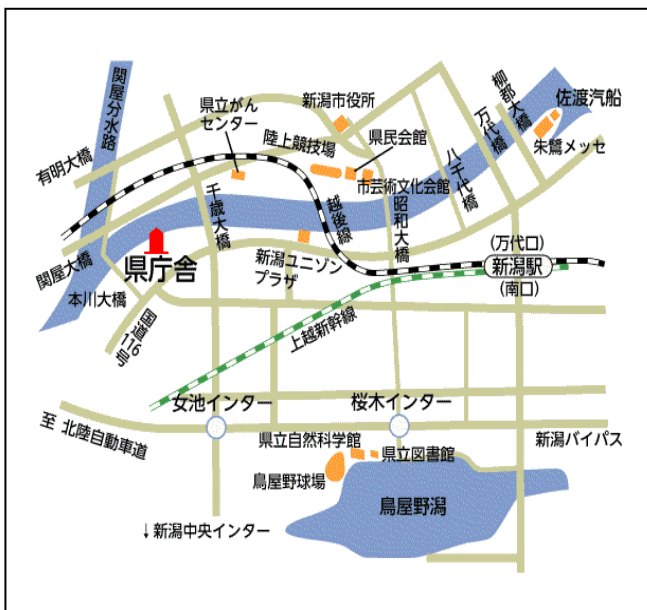 関屋分水路
柳都大橋
佐渡汽船
万代橋
新潟市役所
県立がん
センター
陸上競技場
県民会館
朱鷺メッセ
八千代橋
有明大橋
市芸術文化会館
千歳大橋
越後線
昭和大橋
関屋大橋
県庁舎
新潟ユニゾン
プラザ
(万代口)
新潟駅
(南口)
本川大橋
国道116号
上越新幹線
女池インター
桜木インター
至 北陸自動車道
県立自然科学館
県立図書館
新潟バイパス
鳥屋野球場
鳥屋野潟
↓新潟中央インター